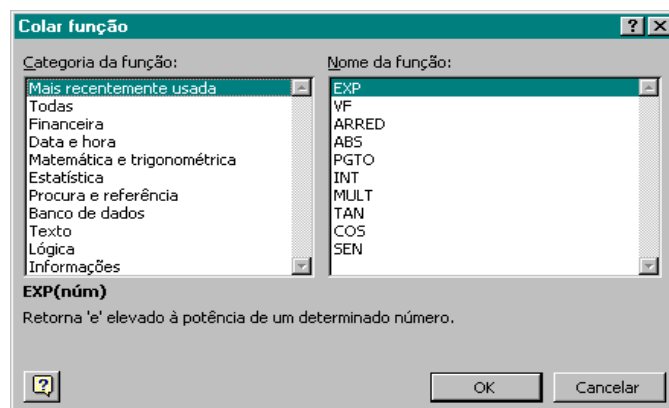 Colar função
Categoria da função:
Mais recentemente usada
Todas
Financeira
Data e hora
Matemática e trigonométrica
Estatística
Procura e referência
Banco de dados
Texto
Lógica
Informações
Nome da função:
EXP
VF
ARRED
ABS
PGTO
INT
MULT
TAN
COS
SEN
EXP(núm)
Retorna 'e' elevado à potência de um determinado número.
OK
Cancelar